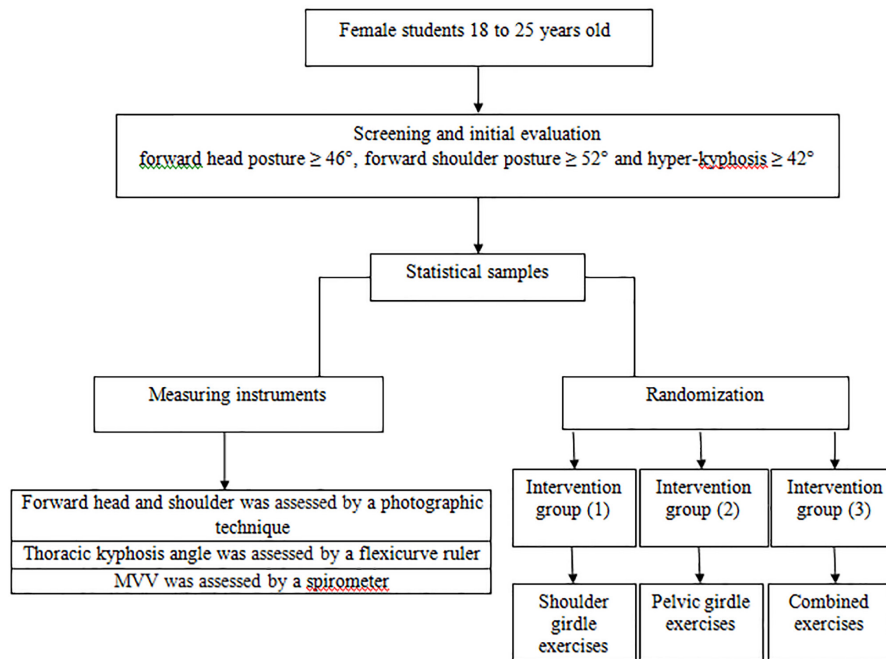 Female students 18 to 25 years old
Screening and initial evaluation
forward head posture ≥ 46°, forward shoulder posture ≥ 52° and hyper-kyphosis ≥ 42°
Statistical samples
Measuring instruments
Forward head and shoulder was assessed by a photographic
technique
Thoracic kyphosis angle was assessed by a flexicurve ruler
MVV was assessed by a spirometer
Randomization
Intervention
group (1)
Intervention
group (2)
Intervention
group (3)
Shoulder
girdle
exercises
Pelvic girdle
exercises
Combined
exercises